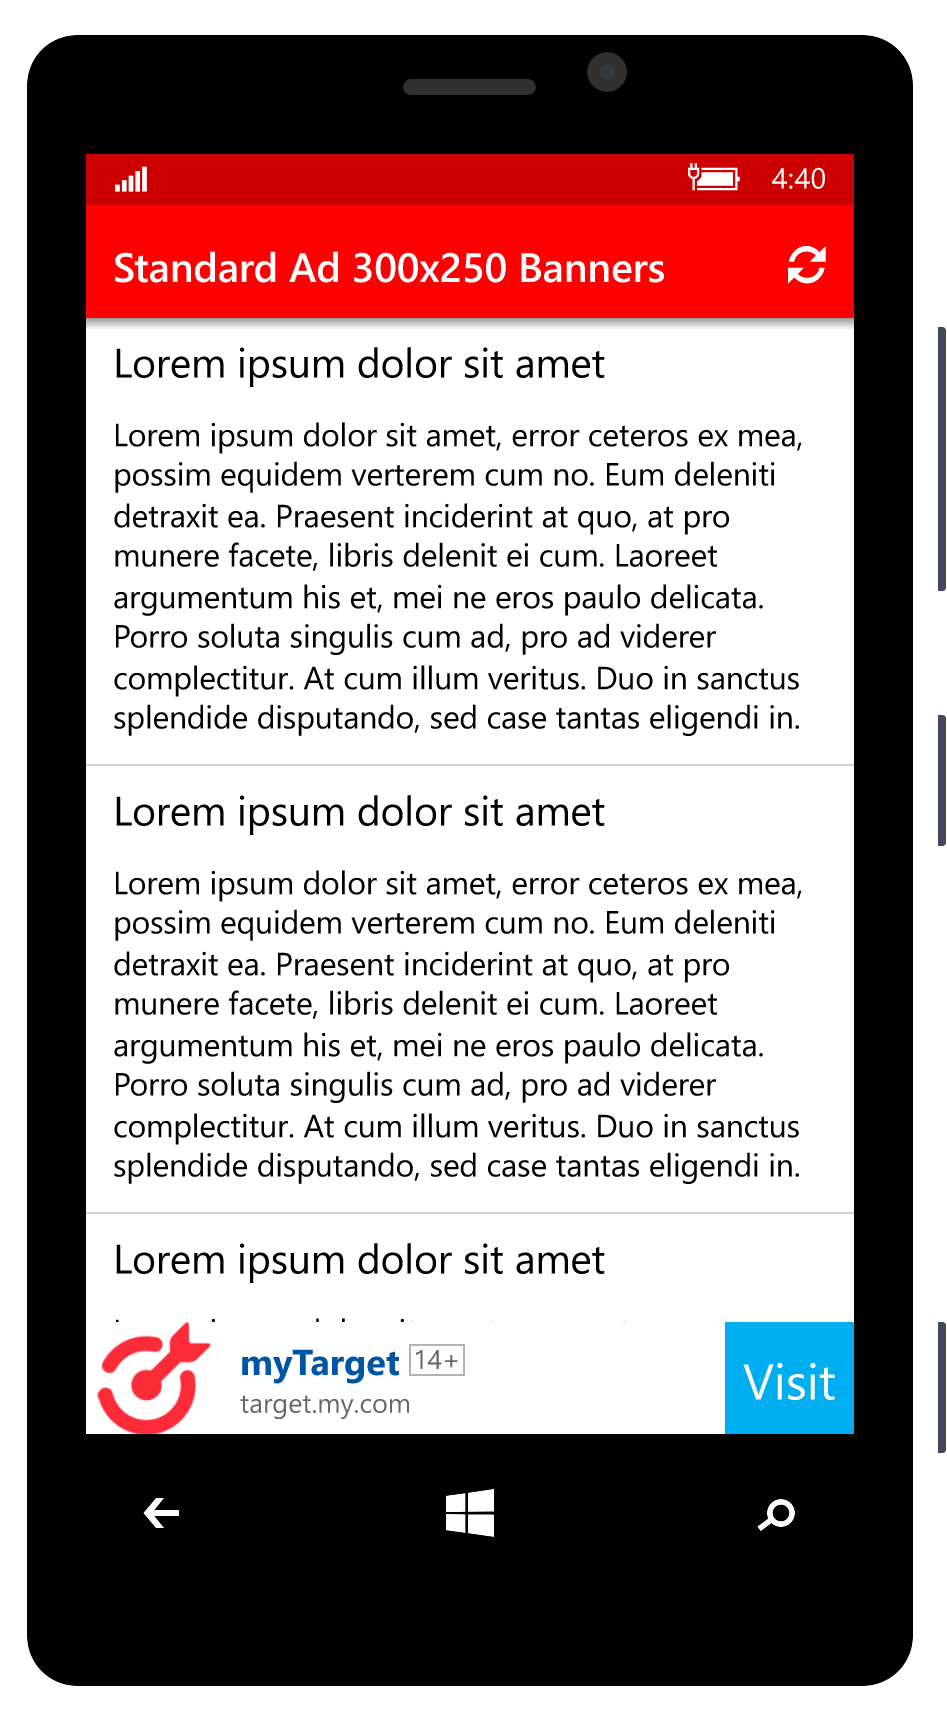 4:40
Standard Ad 300x250 Banners
Lorem ipsum dolor sit amet
Lorem ipsum dolor sit amet, error ceteros ex mea,
possim equidem verterem cum no. Eum deleniti
detraxit ea. Praesent inciderint at quo, at pro
munere facete, libris delenit ei cum. Laoreet
argumentum his et, mei ne eros paulo delicata.
Porro soluta singulis cum ad, pro ad viderer
complectitur. At cum illum veritus. Duo in sanctus
splendide disputando, sed case tantas eligendi in.
Lorem ipsum dolor sit amet
Lorem ipsum dolor sit amet, error ceteros ex mea,
possim equidem verterem cum no. Eum deleniti
detraxit ea. Praesent inciderint at quo, at pro
munere facete, libris delenit ei cum. Laoreet
argumentum his et, mei ne eros paulo delicata.
Porro soluta singulis cum ad, pro ad viderer
complectitur. At cum illum veritus. Duo in sanctus
splendide disputando, sed case tantas eligendi in.
Lorem ipsum dolor sit amet
myTarget 14+
target.my.com
Visit